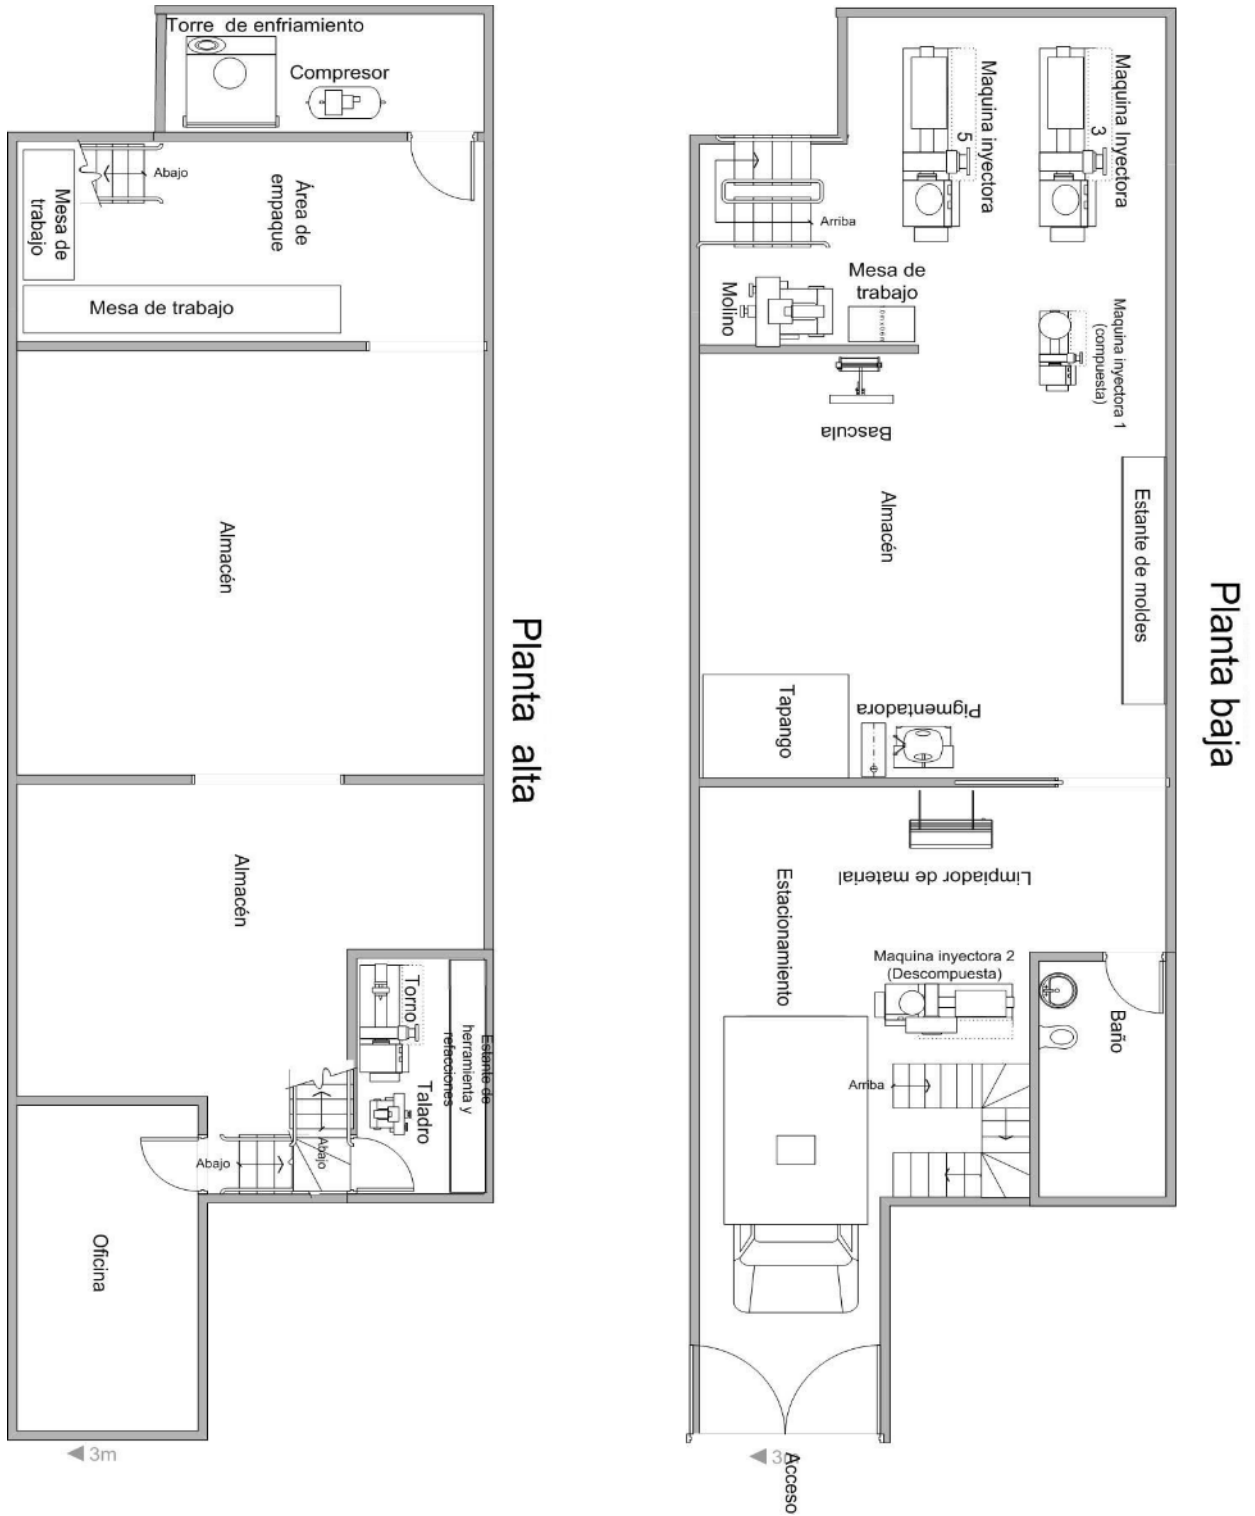 Torre de enfriamiento
Compresor
Abajo
Área de
empaque
Mesa de
trabajo
Mesa de trabajo
Almacén
Planta alta
Almacén
Torno
Taladro
Estante de
herramienta y
refacciones
Abajo
Abajo
Oficina
3m
Maquina inyectora
5
Maquina Inyectora
3
Arriba
Molino
Mesa de
trabajo
Maquina inyectora 1
(compuesta)
Bascula
Almacén
Estante de moldes
Planta baja
Tapango
Pigmentadora
Limpiador de material
Estacionamiento
Maquina inyectora 2
(Descompuesta)
Baño
Arriba
Acceso